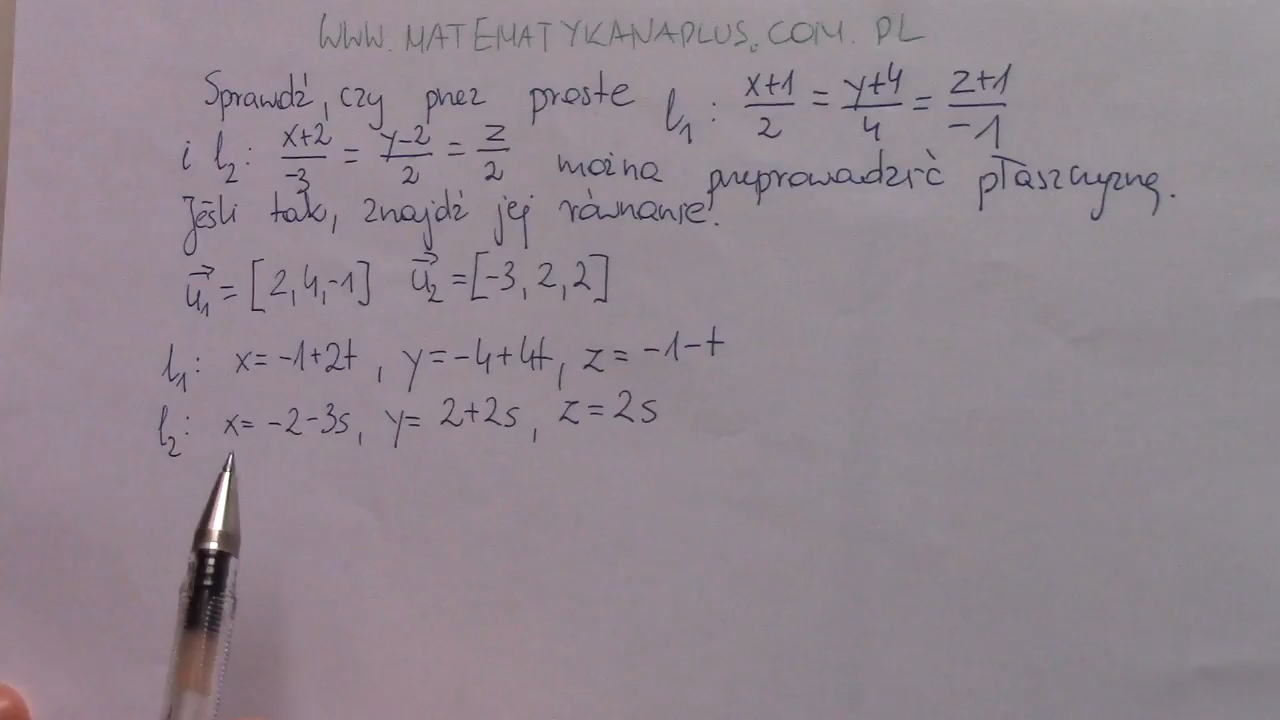 WWW.MATEMATYKANAPLUS.COM.PL
Sprawdź, czy przez proste l₁: x+1/2 = y+4/4 = z+1/-1
i l₂: x+2/-3 = y-2/2 = z/2 można przeprowadzić płaszczyznę.
Jeśli tak, znajdź jej równanie.
u₁→ = [2,4,-1] u₂→ = [-3,2,2]
l₁: x = -1+2t, y = -4+4t, z = -1-t
l₂: x = -2-3s, y = 2+2s, z = 2s